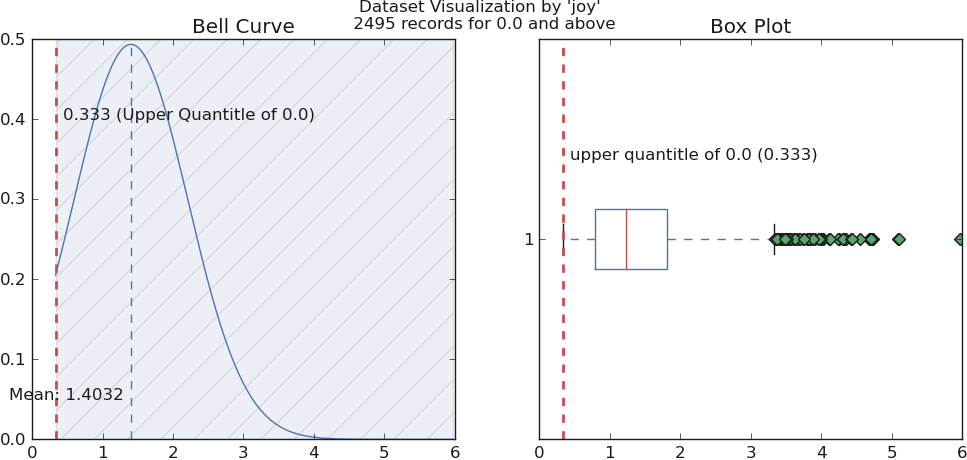 Dataset Visualization by 'joy'
2495 records for 0.0 and above
Bell Curve
0.5
0.4
0.3
0.2
0.1
0.0
0.333 (Upper Quantitle of 0.0)
Mean: 1.4032
0 1 2 3 4 5 6
Box Plot
upper quantitle of 0.0 (0.333)
1
0 1 2 3 4 5 6